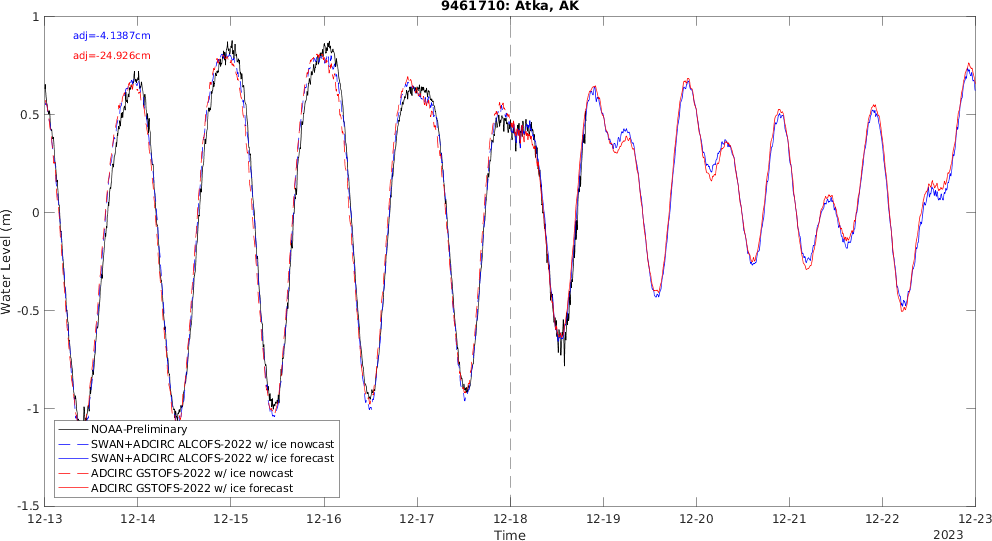 9461710: Atka, AK
adj=-4.1387cm
adj=-24.926cm
Water Level (m)
1
0.5
0
-0.5
-1
-1.5
NOAA-Preliminary
SWAN+ADCIRC ALCOFS-2022 w/ ice nowcast
SWAN+ADCIRC ALCOFS-2022 w/ ice forecast
ADCIRC GSTOFS-2022 w/ ice nowcast
ADCIRC GSTOFS-2022 w/ ice forecast
12-13 12-14 12-15 12-16 12-17 12-18 12-19 12-20 12-21 12-22 12-23
Time
2023